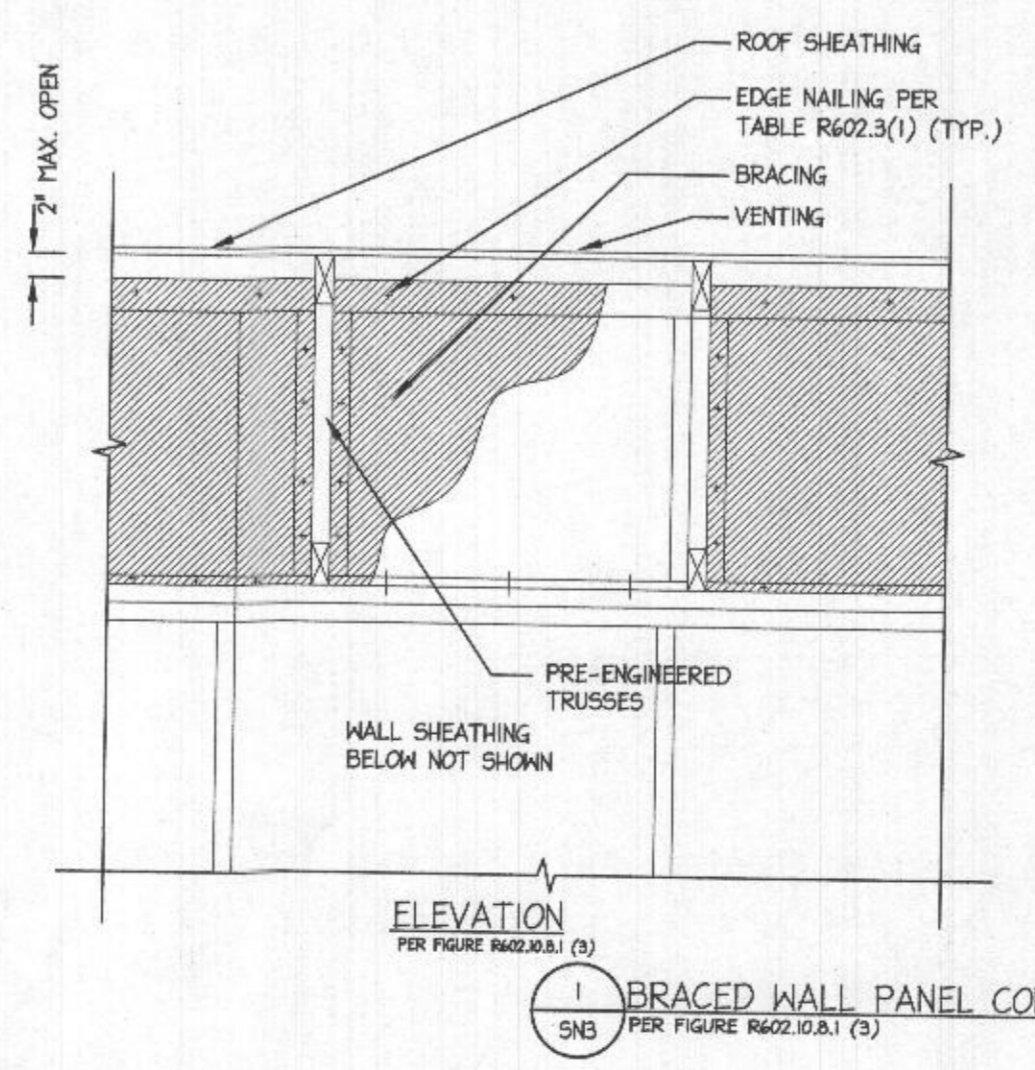 2" MAX. OPEN
ROOF SHEATHING
EDGE NAILING PER
TABLE R602.3(1) (TYP.)
BRACING
VENTING
PRE-ENGINEERED
TRUSSES
WALL SHEATHING
BELOW NOT SHOWN
ELEVATION
PER FIGURE R602.10.8.1 (3)
1
SN3
BRACED WALL PANEL CO
PER FIGURE R602.10.8.1 (3)